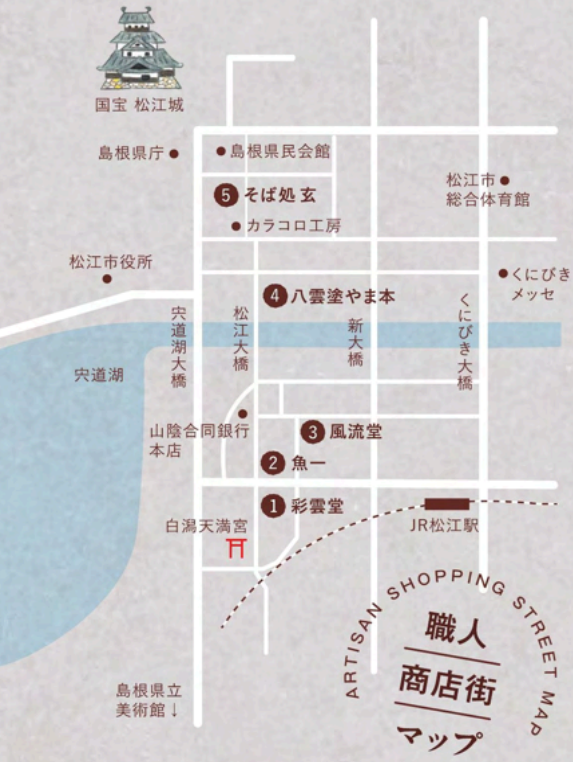 国宝 松江城
島根県庁
島根県民会館
5 そば処 玄
カラコロ工房
松江市
総合体育館
松江市役所
4 八雲塗やま本
くにびき
メッセ
宍道湖大橋
松江大橋
新大橋
くにびき大橋
宍道湖
山陰合同銀行
本店
3 風流堂
2 魚一
1 彩雲堂
白潟天満宮
JR松江駅
ARTISAN SHOPPING STREET MAP
職人
商店街
マップ
島根県立
美術館↓